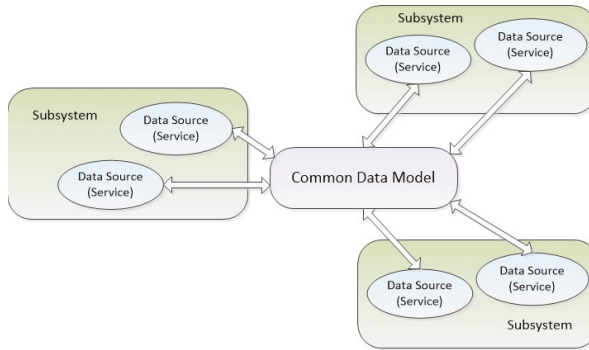 Subsystem
Data Source
(Service)
Data Source
(Service)
Subsystem
Data Source
(Service)
Data Source
(Service)
Common Data Model
Data Source
(Service)
Data Source
(Service)
Subsystem